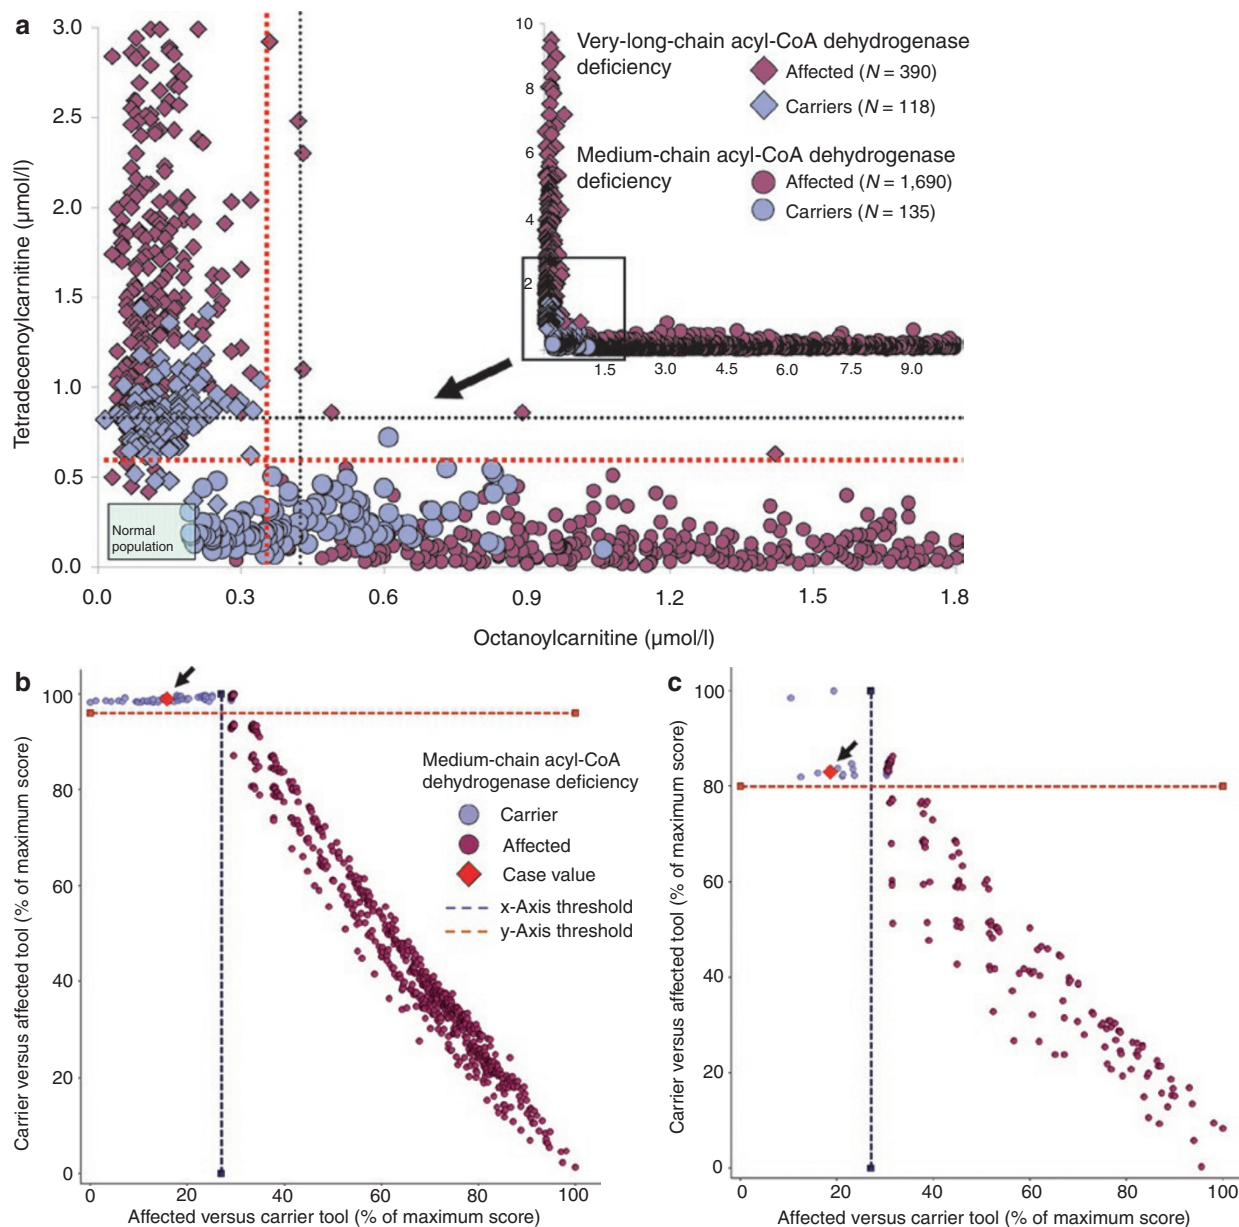 a
3.0
2.5
2.0
1.5
1.0
0.5
0.0
Tetradecenoylcarnitine (µmol/l)
0.0 0.3 0.6 0.9 1.2 1.5 1.8
Octanoylcarnitine (µmol/l)
Normal
population
10
8
6
4
2
1.5 3.0 4.5 6.0 7.5 9.0
Very-long-chain acyl-CoA dehydrogenase
deficiency
Affected (N = 390)
Carriers (N = 118)
Medium-chain acyl-CoA dehydrogenase
deficiency
Affected (N = 1,690)
Carriers (N = 135)
b
100
80
60
40
20
0
Carrier versus affected tool (% of maximum score)
0 20 40 60 80 100
Affected versus carrier tool (% of maximum score)
Medium-chain acyl-CoA
dehydrogenase deficiency
Carrier
Affected
Case value
x-Axis threshold
y-Axis threshold
c
100
80
60
40
20
0
Carrier versus affected tool (% of maximum score)
0 20 40 60 80 100
Affected versus carrier tool (% of maximum score)